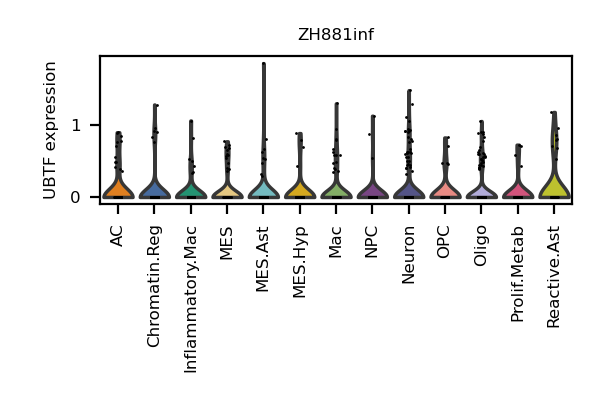 ZH881inf
UBTF expression
1
0
AC
Chromatin.Reg
Inflammatory.Mac
MES
MES.Ast
MES.Hyp
Mac
NPC
Neuron
OPC
Oligo
Prolif.Metab
Reactive.Ast